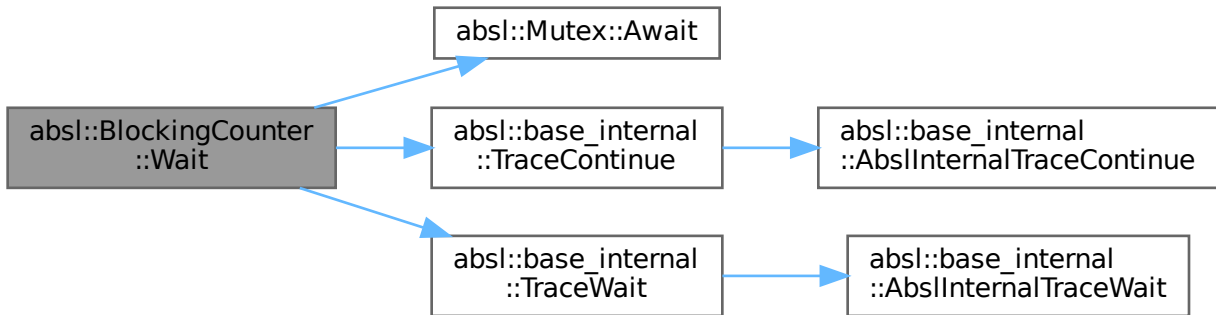 absl::Mutex::Await
absl::BlockingCounter
::Wait
absl::base_internal
::TraceContinue
absl::base_internal
::AbslInternalTraceContinue
absl::base_internal
::TraceWait
absl::base_internal
::AbslInternalTraceWait